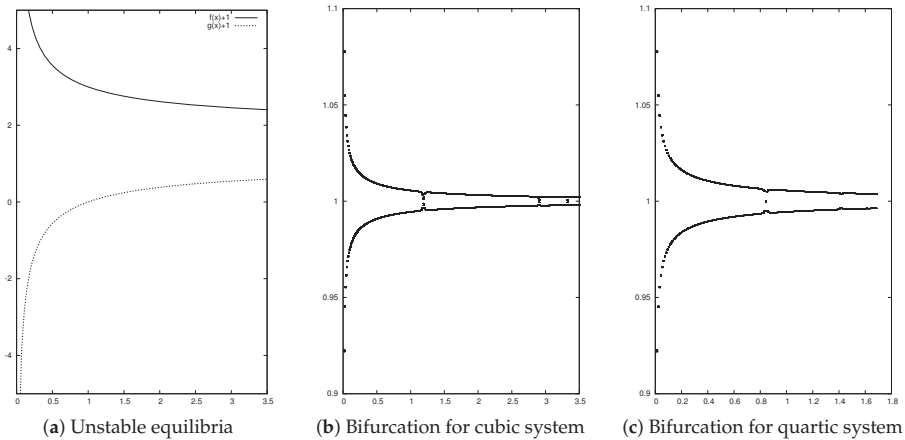 f(x)+1
g(x)+1
4
2
0
-2
-4
0 0.5 1 1.5 2 2.5 3 3.5
(a) Unstable equilibria
1.1
1.05
1
0.95
0.9
0 0.5 1 1.5 2 2.5 3 3.5
(b) Bifurcation for cubic system
1.1
1.05
1
0.95
0.9
0 0.2 0.4 0.6 0.8 1 1.2 1.4 1.6 1.8
(c) Bifurcation for quartic system